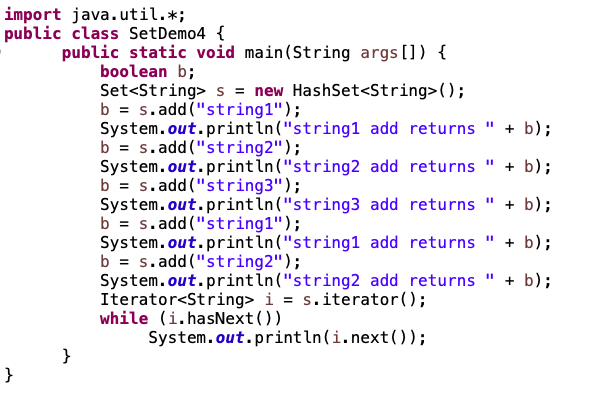 import java.util.*;
public class SetDemo4 {
public static void main(String args[]) {
boolean b;
Set<String> s = new HashSet<String>();
b = s.add("string1");
System.out.println("string1 add returns " + b);
b = s.add("string2");
System.out.println("string2 add returns " + b);
b = s.add("string3");
System.out.println("string3 add returns " + b);
b = s.add("string1");
System.out.println("string1 add returns " + b);
b = s.add("string2");
System.out.println("string2 add returns " + b);
Iterator<String> i = s.iterator();
while (i.hasNext())
System.out.println(i.next());
}
}